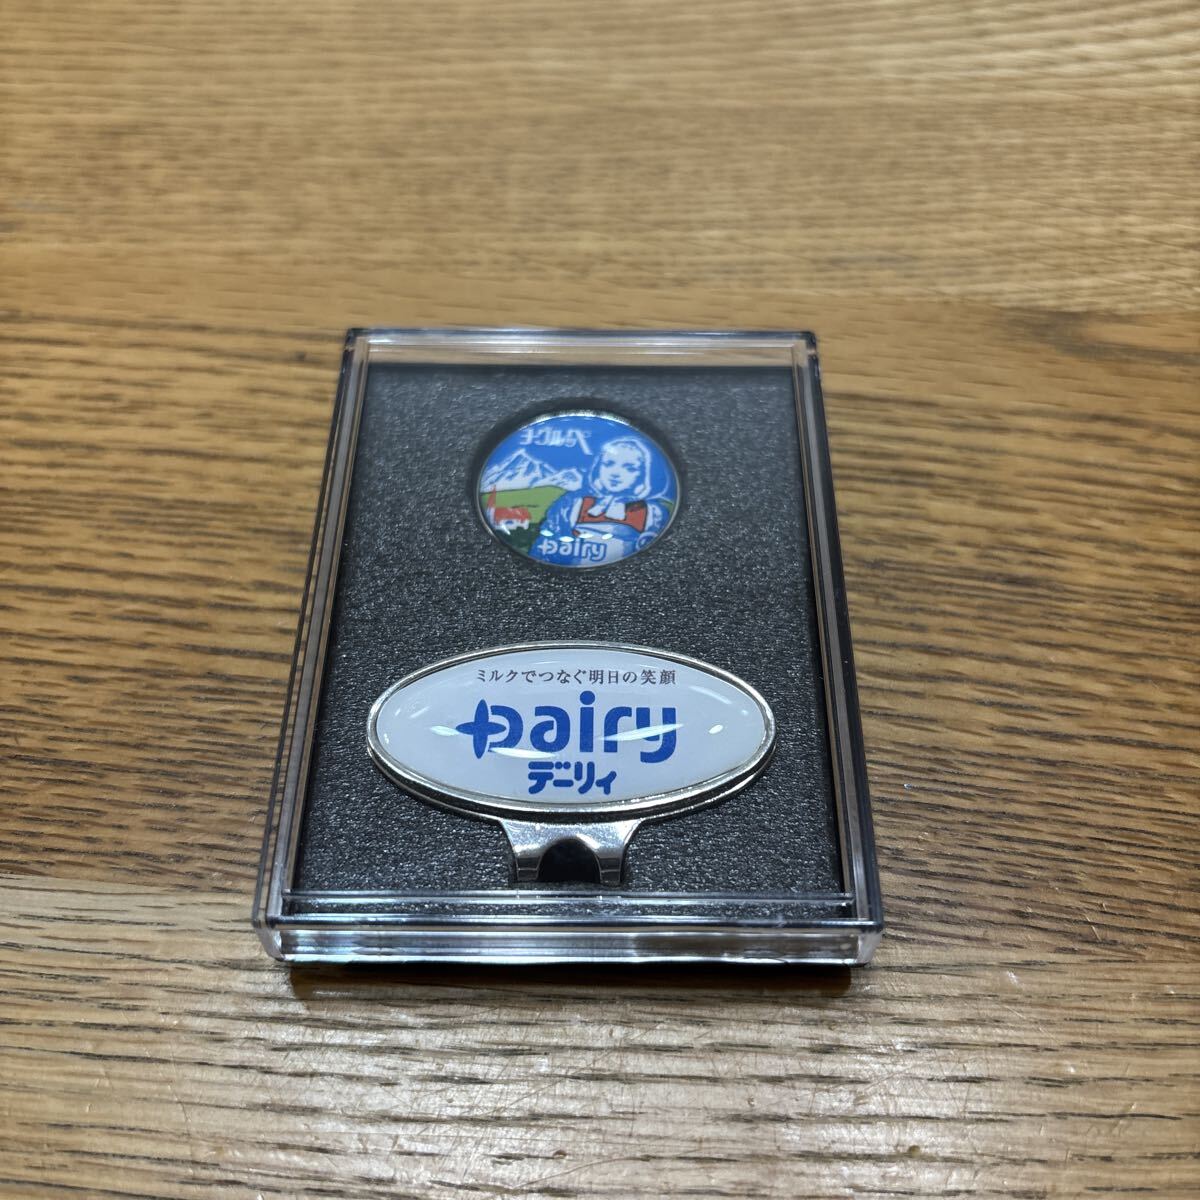 ヨーグルッペ
Dairy
ミルクでつなぐ明日の笑顔
Dairy
デーリィ